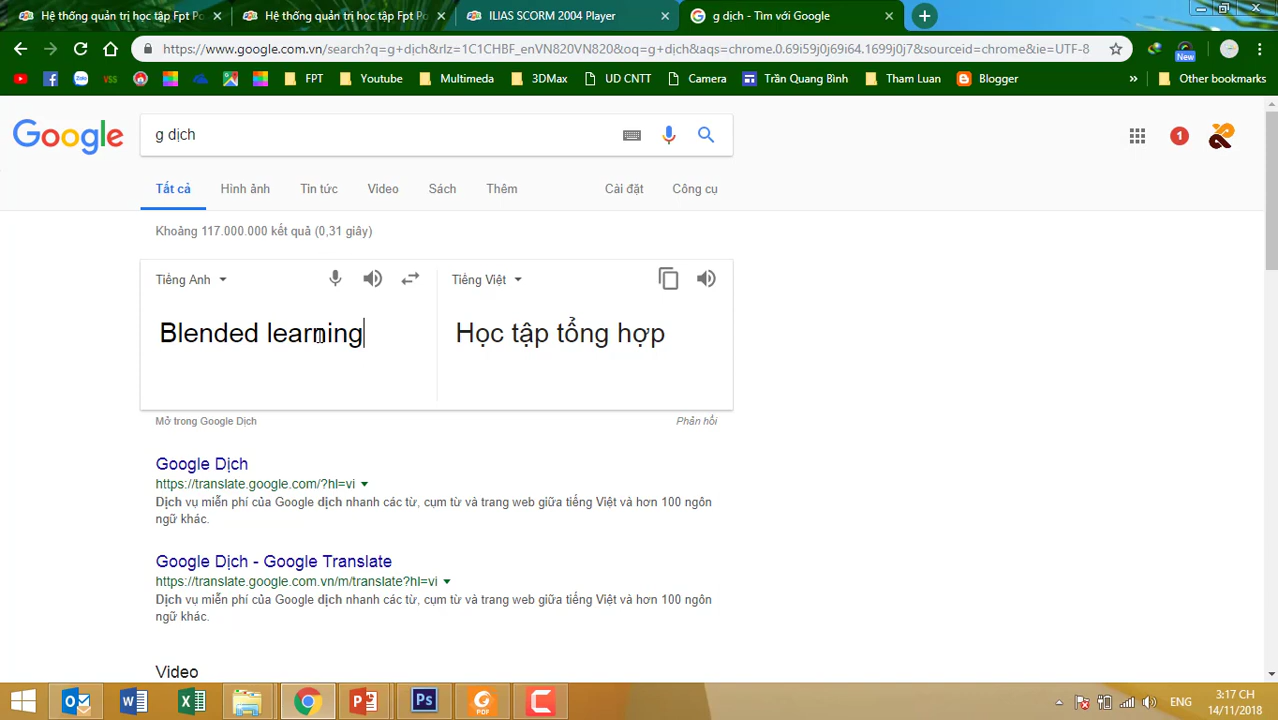 Hệ thống quản trị học tập Fpt Po
Hệ thống quản trị học tập Fpt Po
ILIAS SCORM 2004 Player
g dịch - Tìm với Google
https://www.google.com.vn/search?q=g+dịch&rlz=1C1CHBF_enVN820VN820&oq=g+dịch&aqs=chrome.0.69i59j0j69i64.1699j0j7&sourceid=chrome&ie=UTF-8
New
FPT
Youtube
Multimeda
3DMax
UD CNTT
Camera
Trần Quang Bình
Tham Luan
Blogger
»
Other bookmarks
Google
g dịch
1
Tất cả
Hình ảnh
Tin tức
Video
Sách
Thêm
Cài đặt
Công cụ
Khoảng 117.000.000 kết quả (0,31 giây)
Tiếng Anh
Tiếng Việt
Blended learning
Học tập tổng hợp
Mở trong Google Dịch
Phản hồi
Google Dịch
https://translate.google.com/?hl=vi
Dịch vụ miễn phí của Google dịch nhanh các từ, cụm từ và trang web giữa tiếng Việt và hơn 100 ngôn
ngữ khác.
Google Dịch - Google Translate
https://translate.google.com.vn/m/translate?hl=vi
Dịch vụ miễn phí của Google dịch nhanh các từ, cụm từ và trang web giữa tiếng Việt và hơn 100 ngôn
ngữ khác.
Video
Ps
PDF
ENG
3:17 CH
14/11/2018